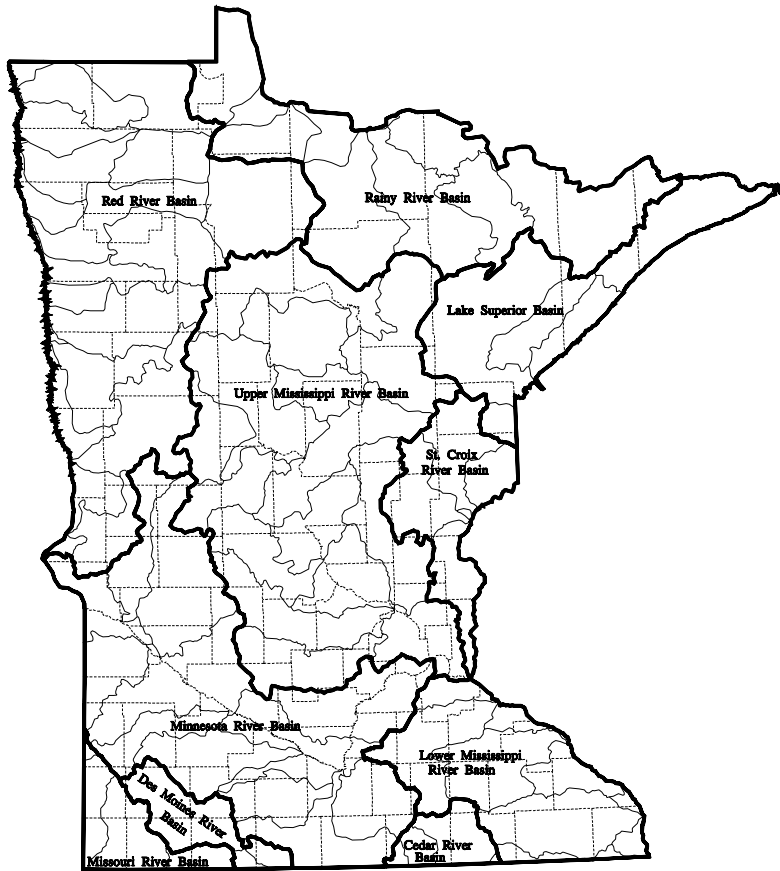 Red River Basin
Rainy River Basin
Lake Superior Basin
Upper Mississippi River Basin
St. Croix
River Basin
Minnesota River Basin
Lower Mississippi
River Basin
Des Moines River
Basin
Cedar River
Basin
Missouri River Basin